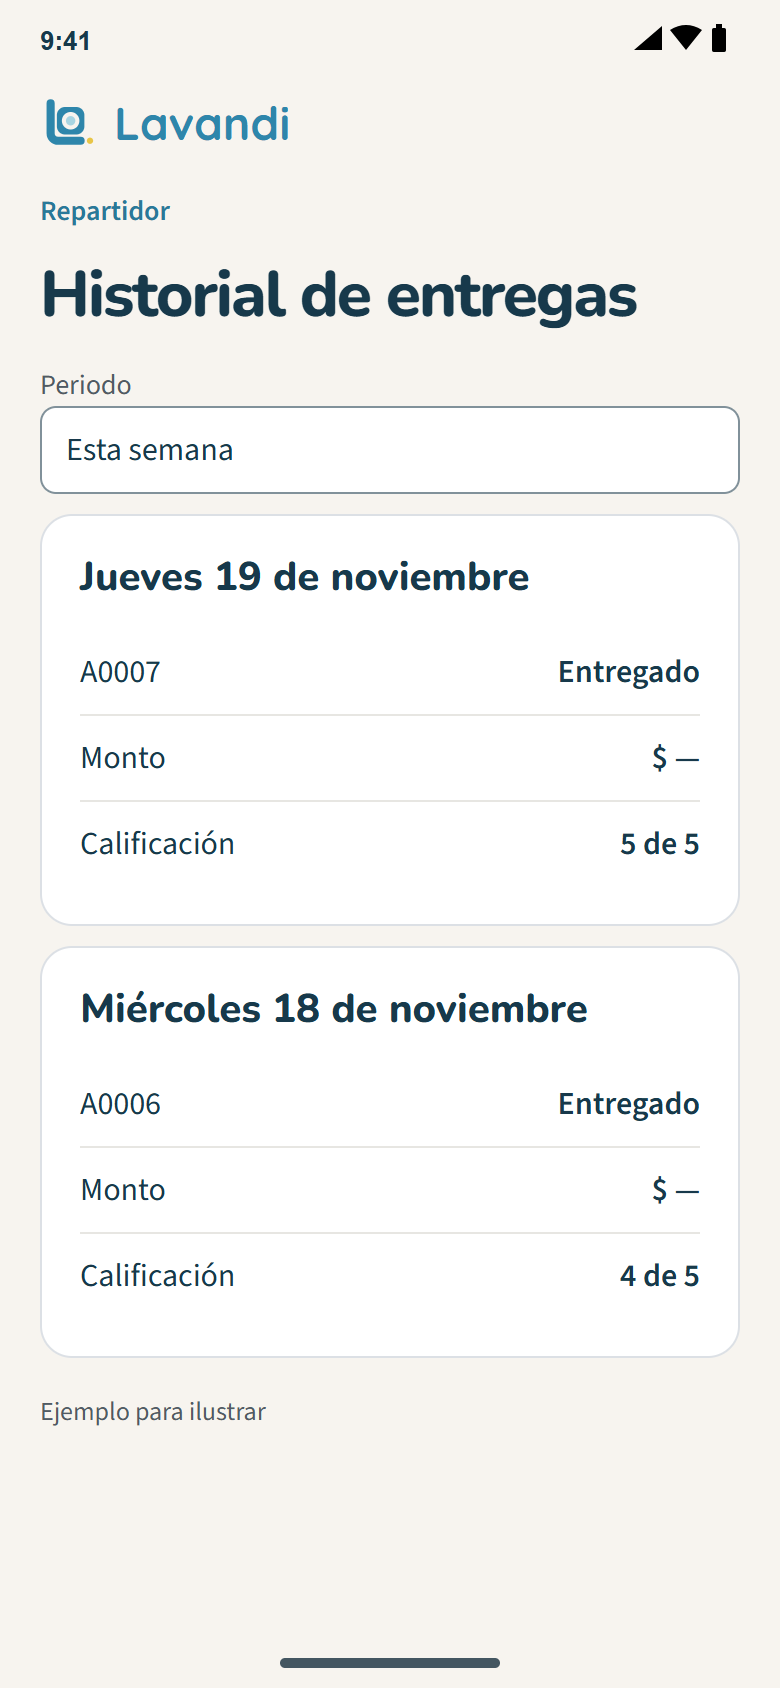 9:41
Lavandi
Repartidor
Historial de entregas
Periodo
Esta semana
Jueves 19 de noviembre
A0007 Entregado
Monto $ —
Calificación 5 de 5
Miércoles 18 de noviembre
A0006 Entregado
Monto $ —
Calificación 4 de 5
Ejemplo para ilustrar